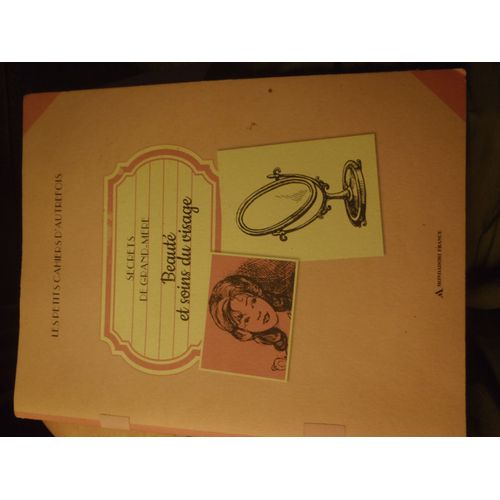 LES PETITS CAHIERS D'AUTREFOIS
SECRETS
DE GRAND-MÈRE
Beauté
et soins du visage
MONDADORI FRANCE